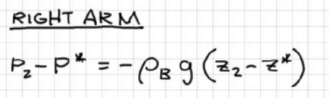 RIGHT ARM
P₂ - P* = - ρ_B g (z₂ - z*)